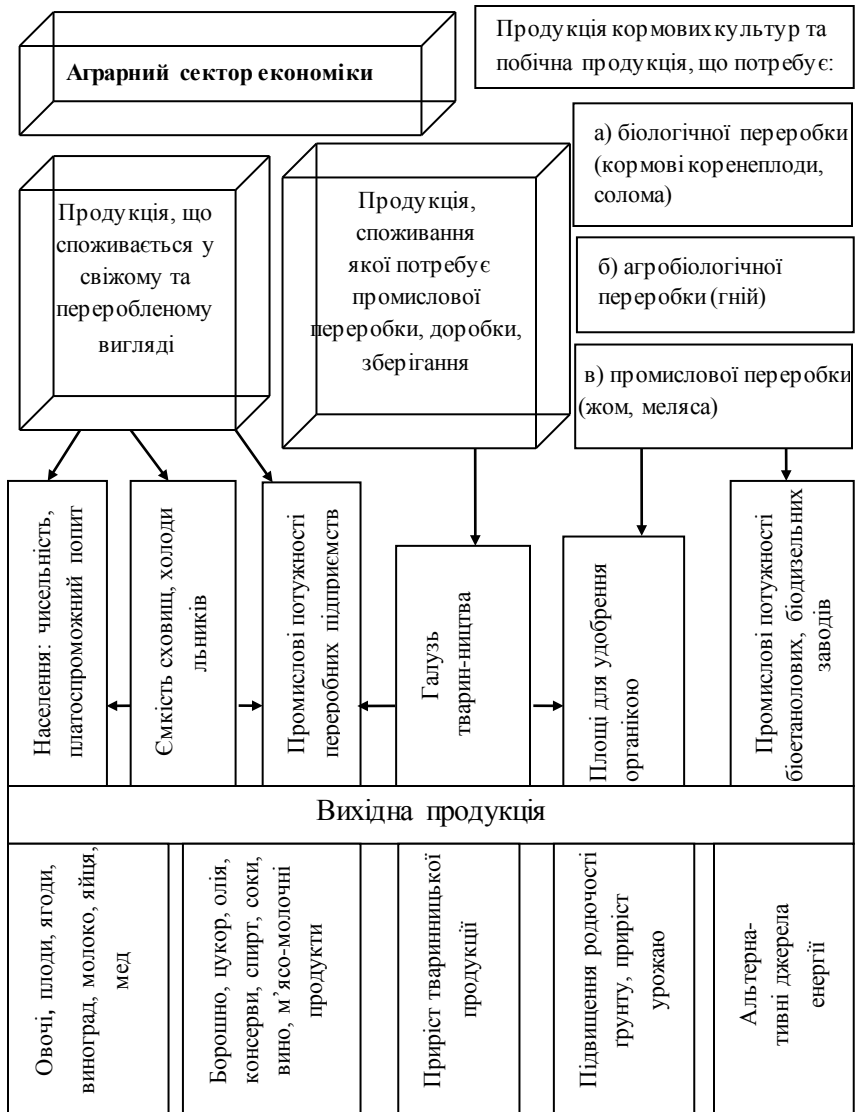 Аграрний сектор економіки
Продукція кормових культур та
побічна продукція, що потребує:
а) біологічної переробки
(кормові коренеплоди,
солома)
Продукція, що
споживається у
свіжому та
переробленому
вигляді
Продукція,
споживання
якої потребує
промислової
переробки, доробки,
зберігання
б) агробіологічної
переробки (гній)
в) промислової переробки
(жом, меляса)
Населення: чисельність,
платоспроможний попит
Ємкість сховищ, холоди
льників
Промислові потужності
переробних підприємств
Галузь
тварин-ництва
Площі для удобрення
органікою
Промислові потужності
біоетанолових, біодизельних
заводів
Вихідна продукція
Овочі, плоди, ягоди,
виноград, молоко, яйця,
мед
Борошно, цукор, олія,
консерви, спирт, соки,
вино, м’ясо-молочні
продукти
Приріст тваринницької
продукції
Підвищення родючості
ґрунту, приріст
урожаю
Альтерна-
тивні джерела
енергії